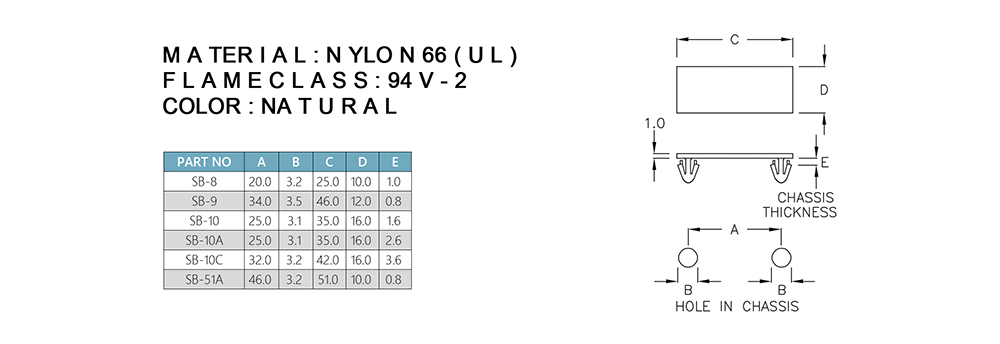 MATERIAL: NYLON 66 (UL)
FLAME CLASS: 94V-2
COLOR: NATURAL
PART NO A B C D E
SB-8 20.0 3.2 25.0 10.0 1.0
SB-9 34.0 3.5 46.0 12.0 0.8
SB-10 25.0 3.1 35.0 16.0 1.6
SB-10A 25.0 3.1 35.0 16.0 2.6
SB-10C 32.0 3.2 42.0 16.0 3.6
SB-51A 46.0 3.2 51.0 10.0 0.8
C
D
1.0
E
CHASSIS
THICKNESS
A
B B
HOLE IN CHASSIS